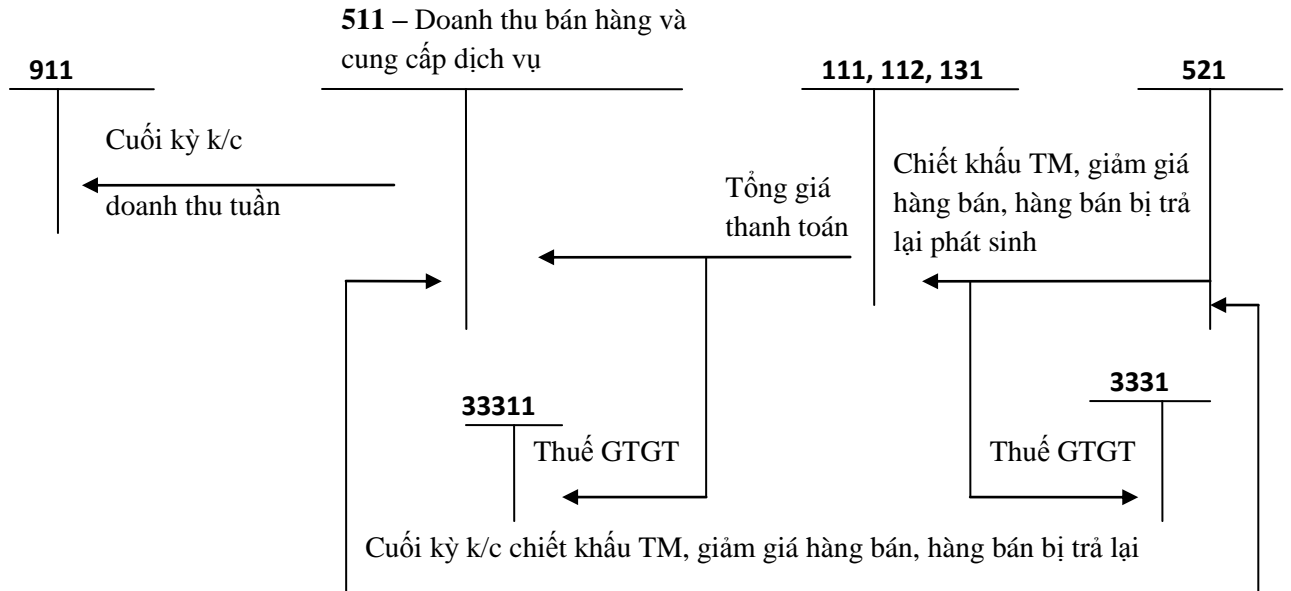 511 – Doanh thu bán hàng và
cung cấp dịch vụ
911
111, 112, 131
521
Cuối kỳ k/c
doanh thu tuần
Tổng giá
thanh toán
Chiết khấu TM, giảm giá
hàng bán, hàng bán bị trả
lại phát sinh
33311
3331
Thuế GTGT
Thuế GTGT
Cuối kỳ k/c chiết khấu TM, giảm giá hàng bán, hàng bán bị trả lại